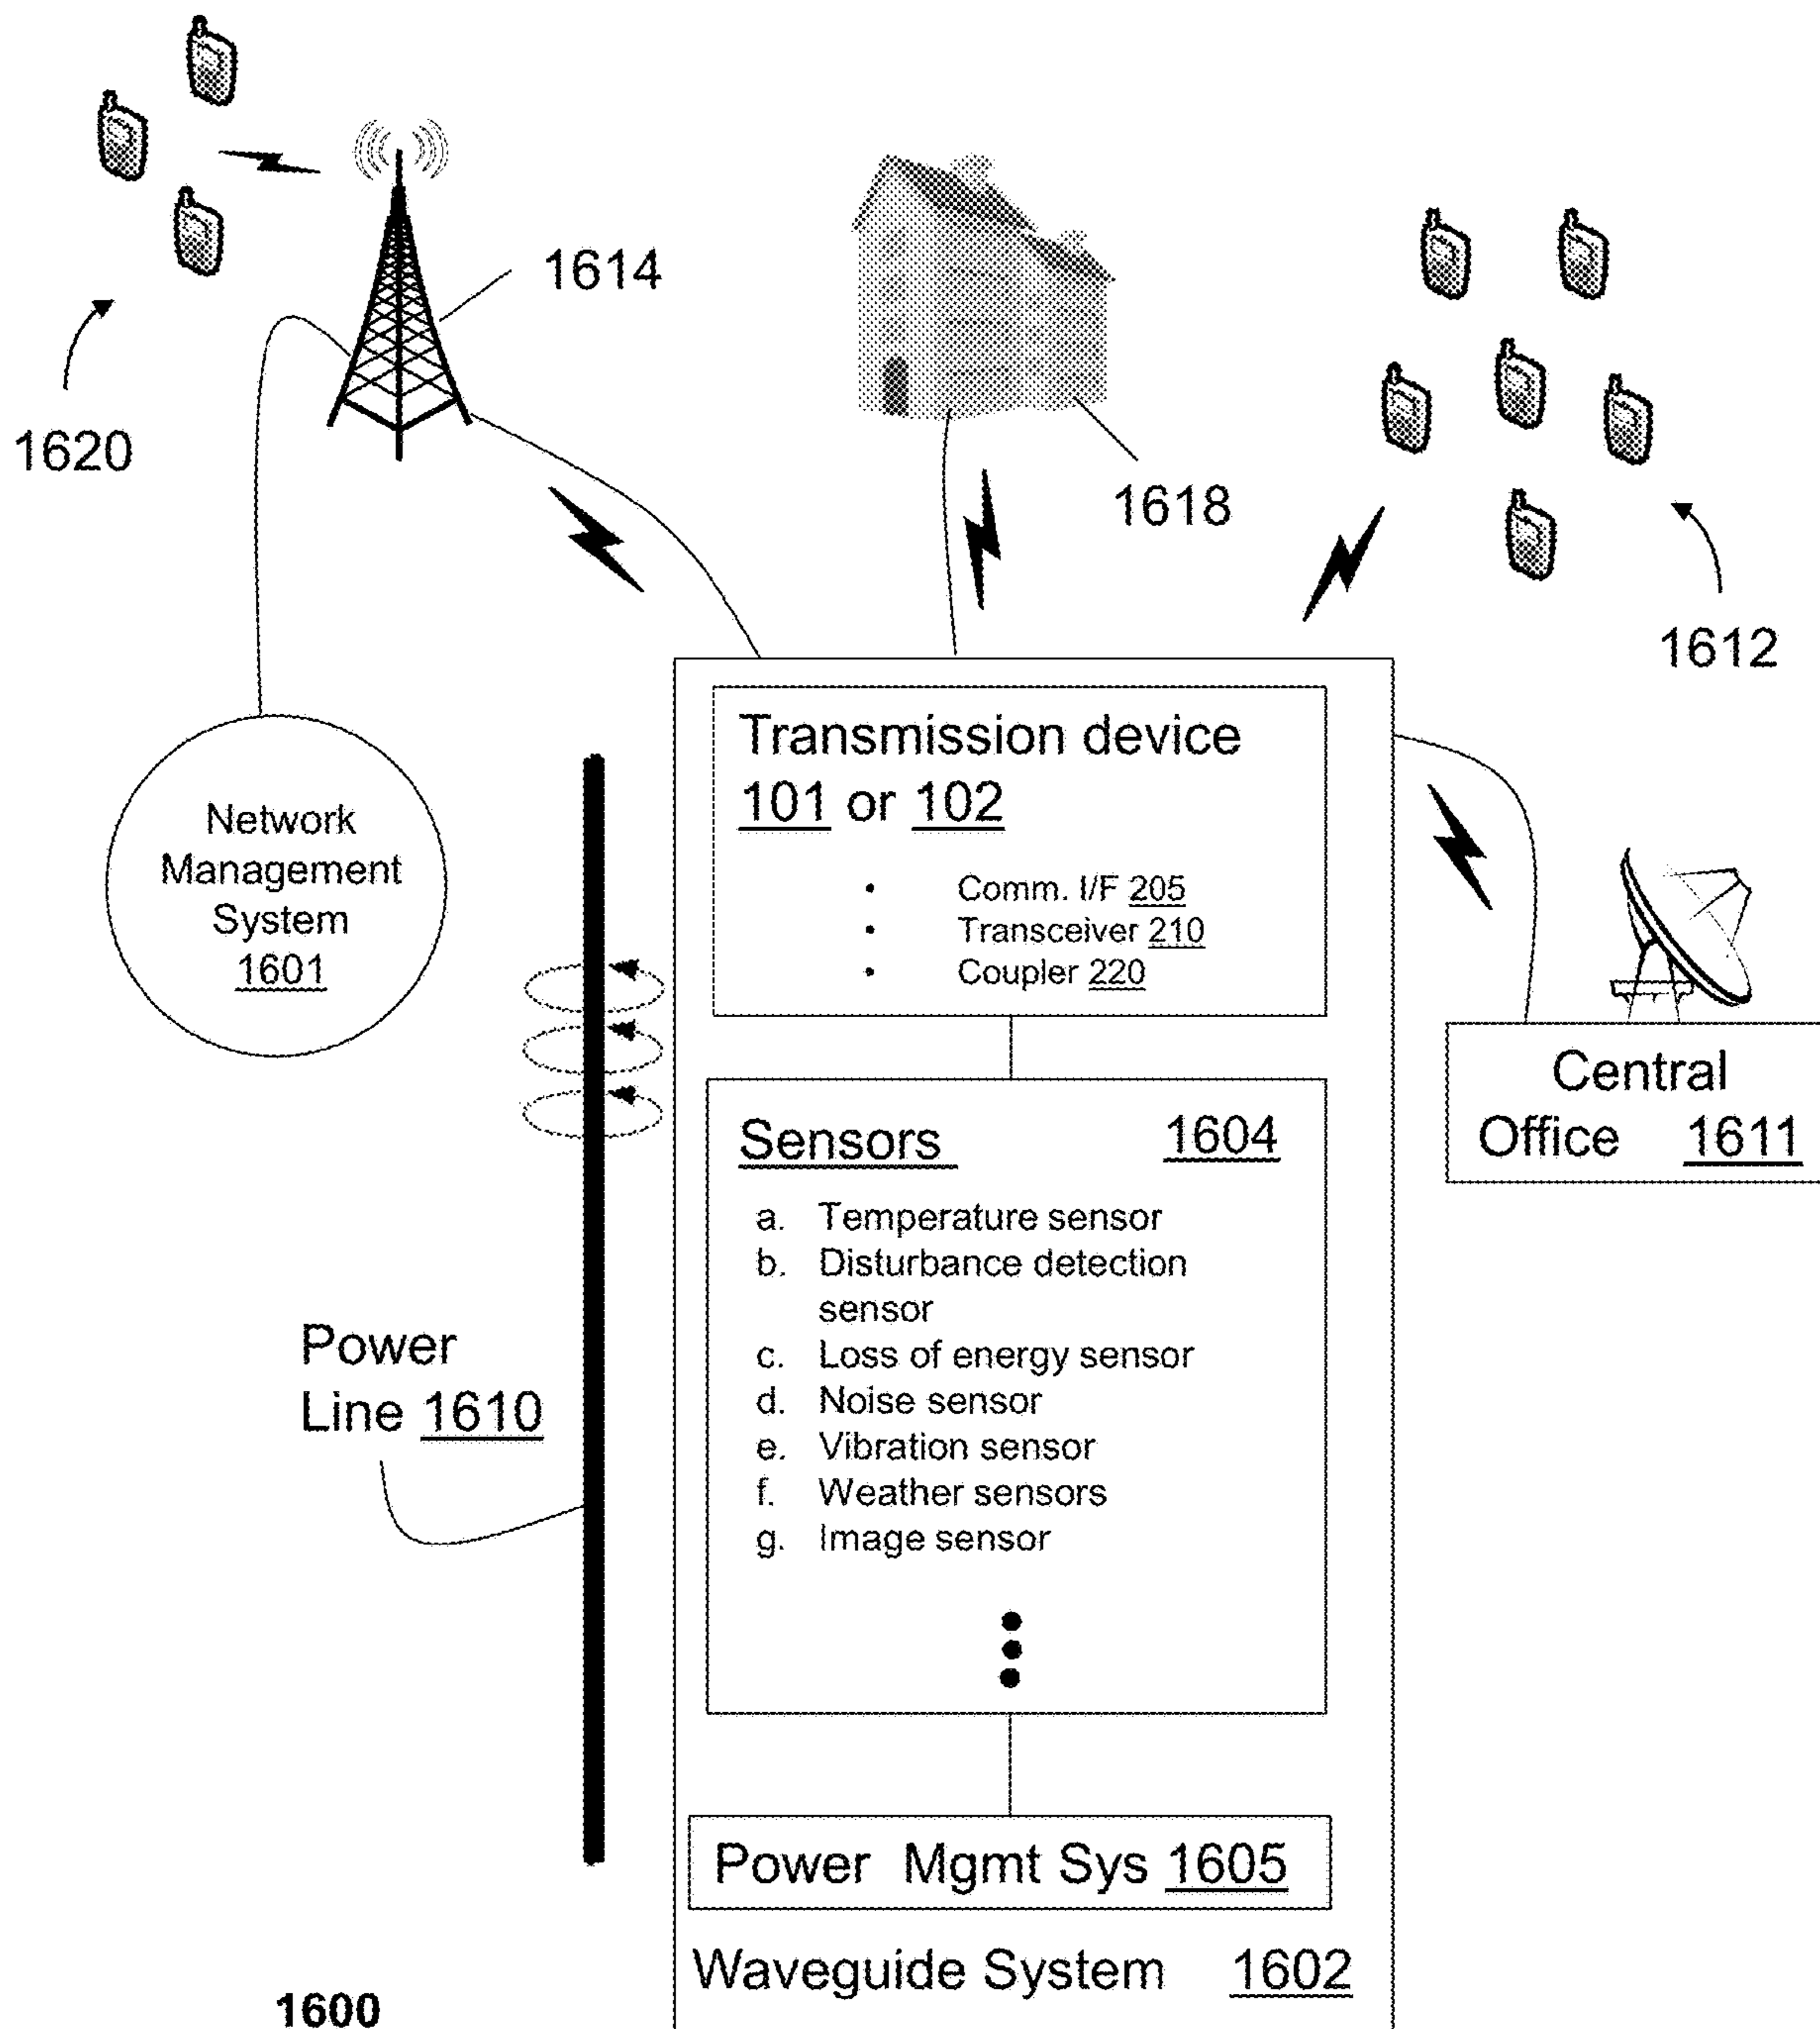 1614
1620
1618
1612
Network
Management
System
1601
Transmission device
101 or 102
• Comm. I/F 205
• Transceiver 210
• Coupler 220
Central
Office 1611
Sensors 1604
a. Temperature sensor
b. Disturbance detection
sensor
c. Loss of energy sensor
d. Noise sensor
e. Vibration sensor
f. Weather sensors
g. Image sensor
Power
Line 1610
Power Mgmt Sys 1605
Waveguide System 1602
1600